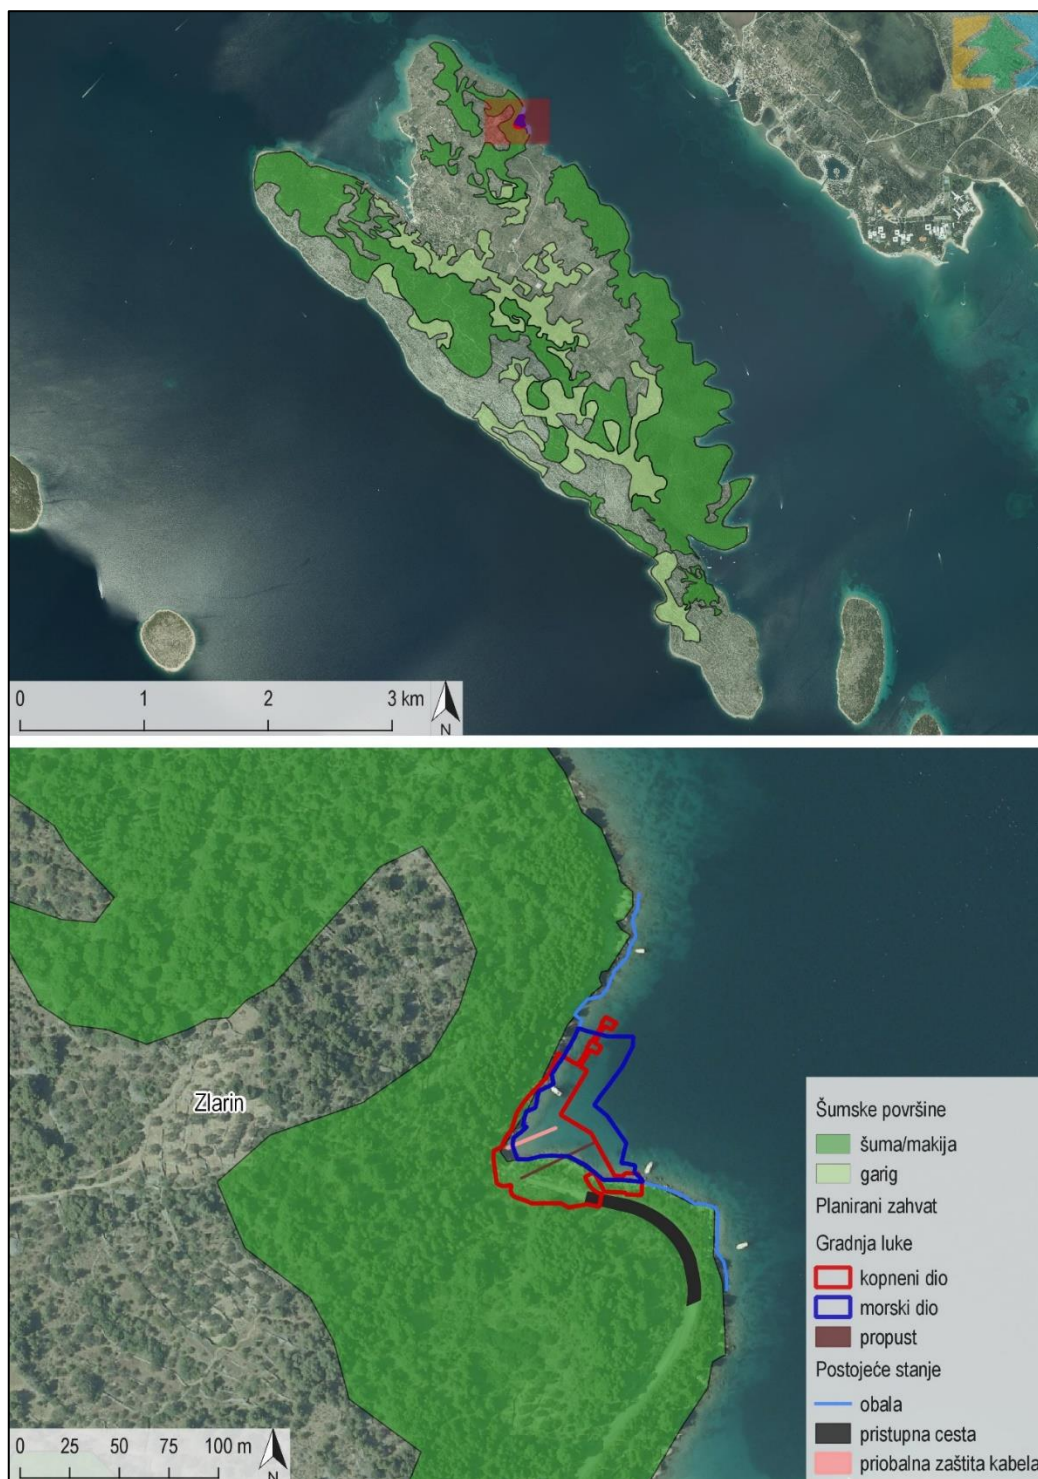 0 1 2 3 km
N
Zlarin
Šumske površine
šuma/makija
garig
Planirani zahvat
Gradnja luke
kopneni dio
morski dio
propust
Postojeće stanje
obala
pristupna cesta
priobalna zaštita kabela
0 25 50 75 100 m
N